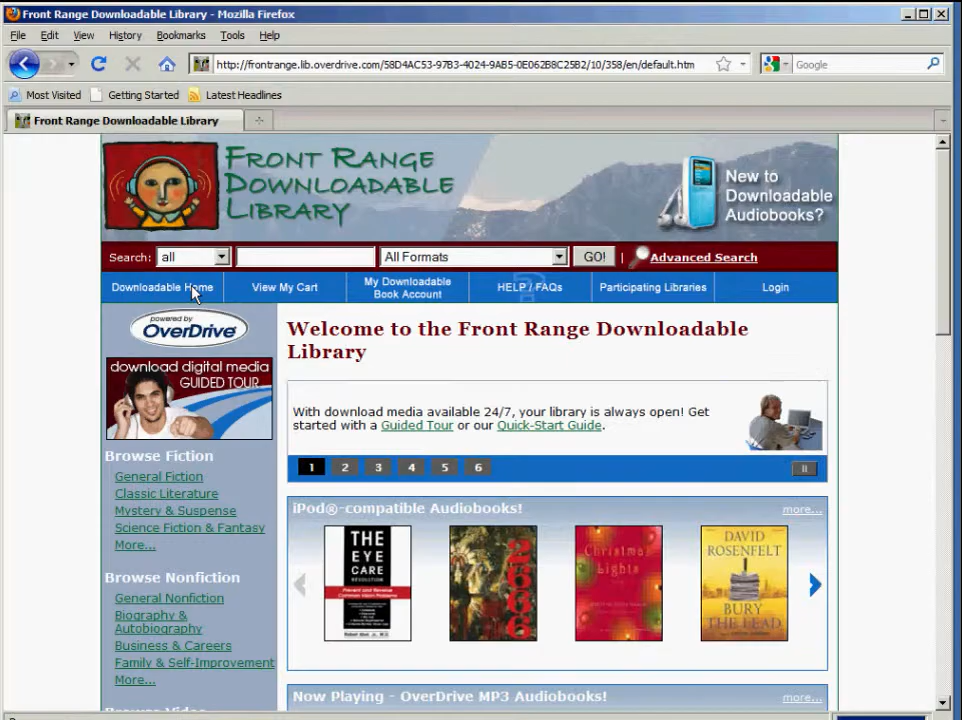 Front Range Downloadable Library - Mozilla Firefox
File Edit View History Bookmarks Tools Help
http://frontrange.lib.overdrive.com/58D4AC53-97B3-4024-9AB5-0E062B8C25B2/10/358/en/default.htm
Google
Most Visited Getting Started Latest Headlines
Front Range Downloadable Library
FRONT RANGE
DOWNLOADABLE
LIBRARY
New to
Downloadable
Audiobooks?
Search: all All Formats GO! | Advanced Search
Downloadable Home View My Cart My Downloadable Book Account HELP / FAQs Participating Libraries Login
powered by
OverDrive
download digital media
GUIDED TOUR
Browse Fiction
General Fiction
Classic Literature
Mystery & Suspense
Science Fiction & Fantasy
More...
Browse Nonfiction
General Nonfiction
Biography &
Autobiography
Business & Careers
Family & Self-Improvement
More...
Welcome to the Front Range Downloadable
Library
With download media available 24/7, your library is always open! Get
started with a Guided Tour or our Quick-Start Guide.
1 2 3 4 5 6
iPod®-compatible Audiobooks! more...
THE
EYE
CARE
REVOLUTION
2666
Christmas
Lights
DAVID
ROSENFELT
BURY
THE LEAD
Now Playing - OverDrive MP3 Audiobooks! more...